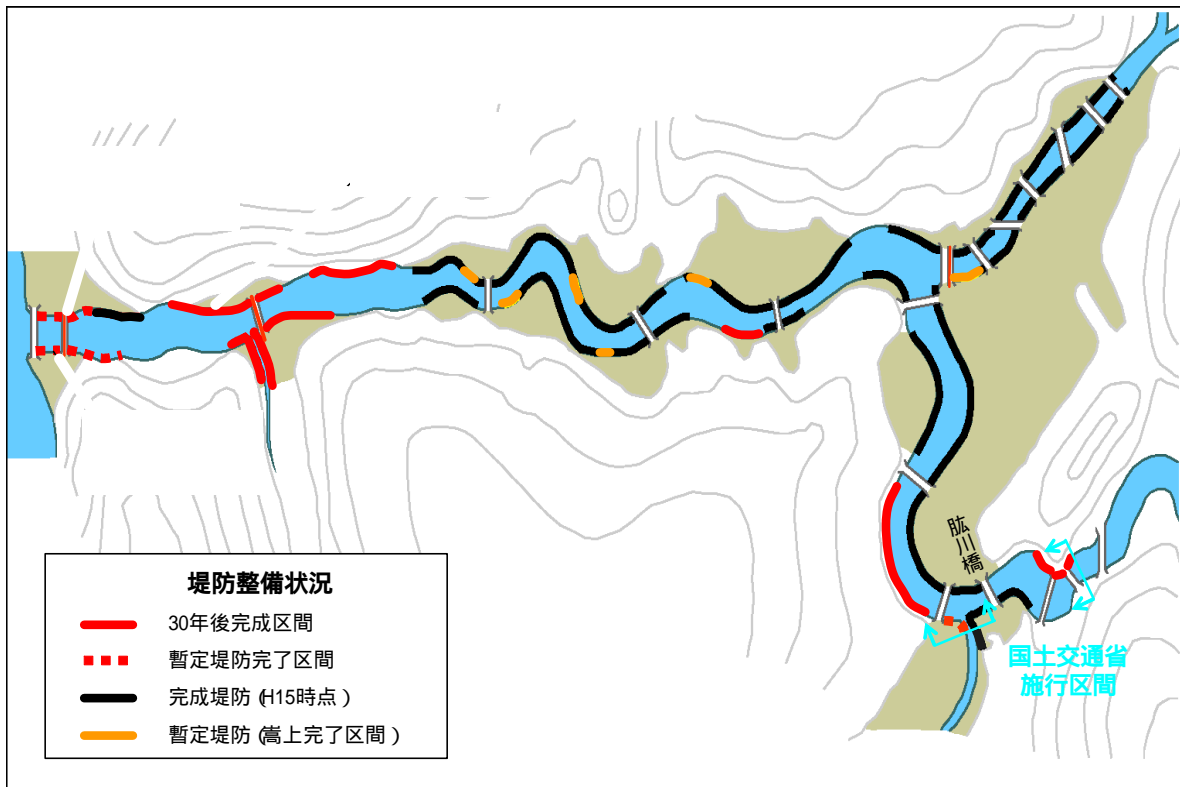 肱川橋
国土交通省
施行区間
堤防整備状況
30年後完成区間
暫定堤防完了区間
完成堤防（H15時点）
暫定堤防（嵩上完了区間）